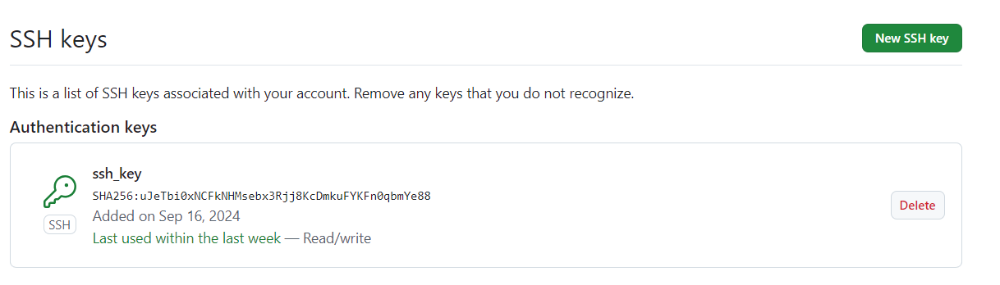 SSH keys
New SSH key
This is a list of SSH keys associated with your account. Remove any keys that you do not recognize.
Authentication keys
ssh_key
SHA256:uJeTbi0xNCFkNHMsebx3Rjj8KcDmkuFYKFn0qbmYe88
Added on Sep 16, 2024
Last used within the last week — Read/write
SSH
Delete